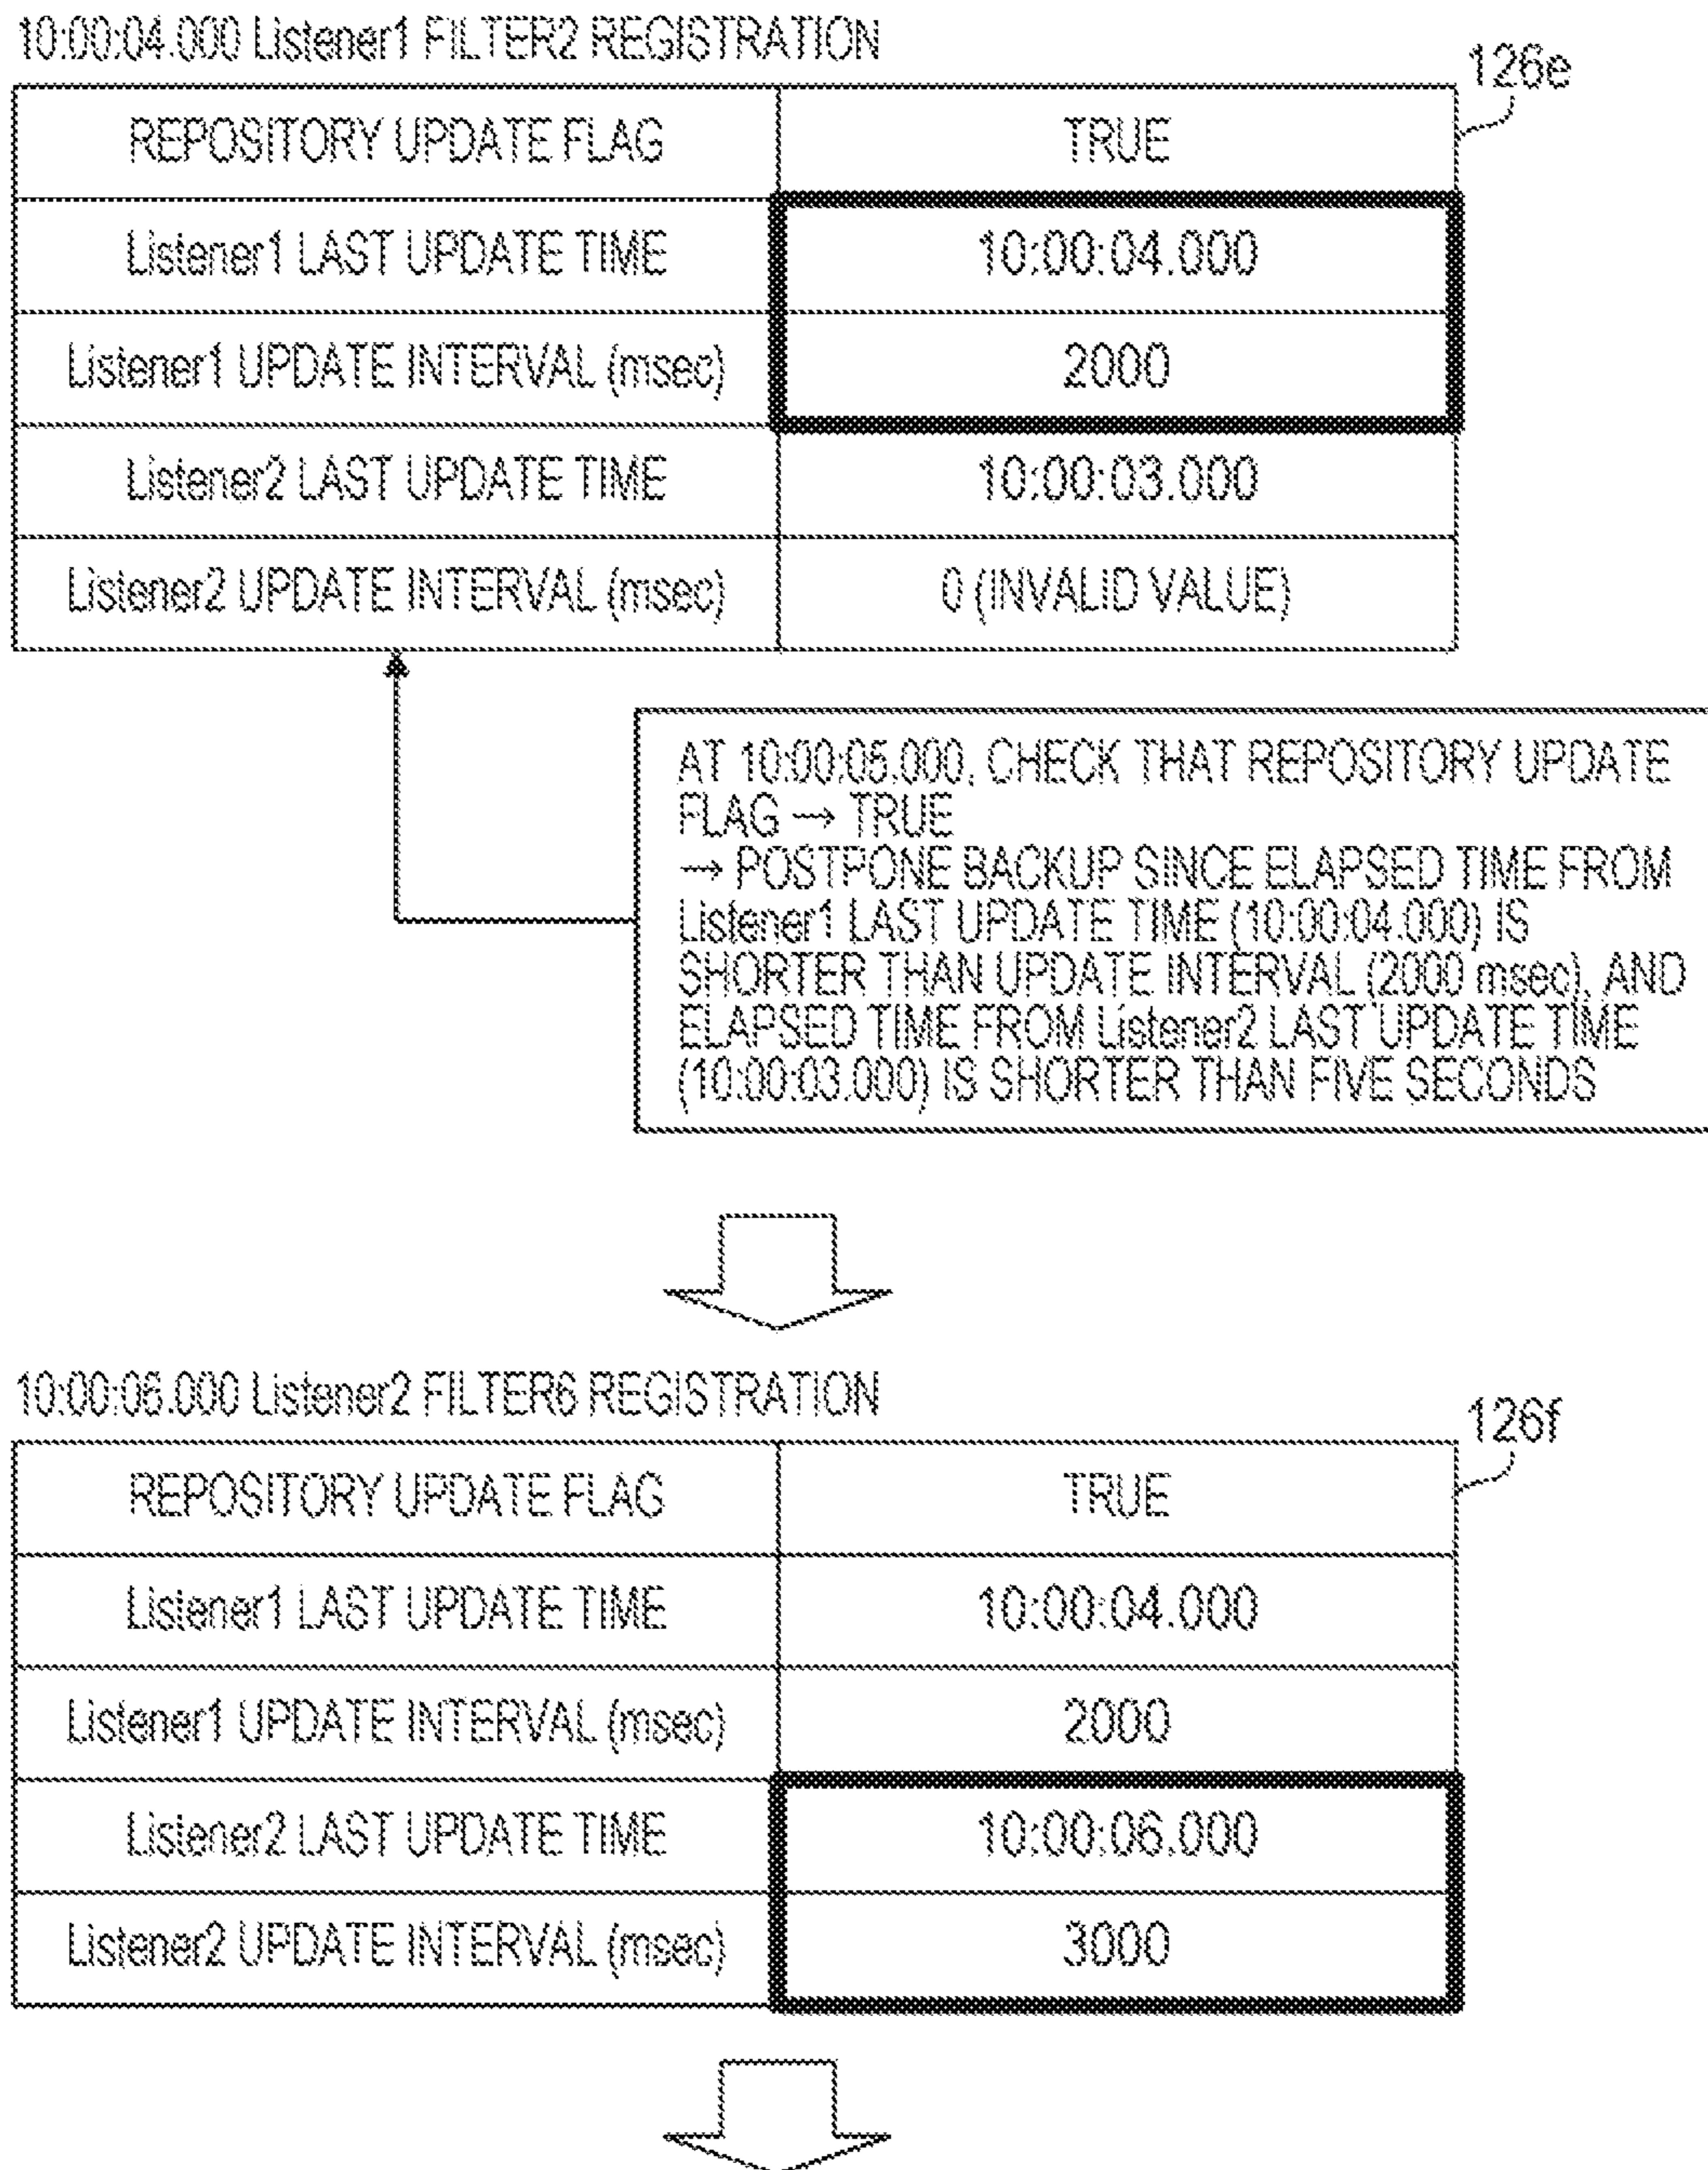 10:00:04.000 Listener1 FILTER2 REGISTRATION
126e
REPOSITORY UPDATE FLAG TRUE
Listener1 LAST UPDATE TIME 10:00:04.000
Listener1 UPDATE INTERVAL (msec) 2000
Listener2 LAST UPDATE TIME 10:00:03.000
Listener2 UPDATE INTERVAL (msec) 0 (INVALID VALUE)
AT 10:00:05.000, CHECK THAT REPOSITORY UPDATE
FLAG → TRUE
→ POSTPONE BACKUP SINCE ELAPSED TIME FROM
Listener1 LAST UPDATE TIME (10:00:04.000) IS
SHORTER THAN UPDATE INTERVAL (2000 msec), AND
ELAPSED TIME FROM Listener2 LAST UPDATE TIME
(10:00:03.000) IS SHORTER THAN FIVE SECONDS
10:00:06.000 Listener2 FILTER6 REGISTRATION
126f
REPOSITORY UPDATE FLAG TRUE
Listener1 LAST UPDATE TIME 10:00:04.000
Listener1 UPDATE INTERVAL (msec) 2000
Listener2 LAST UPDATE TIME 10:00:06.000
Listener2 UPDATE INTERVAL (msec) 3000